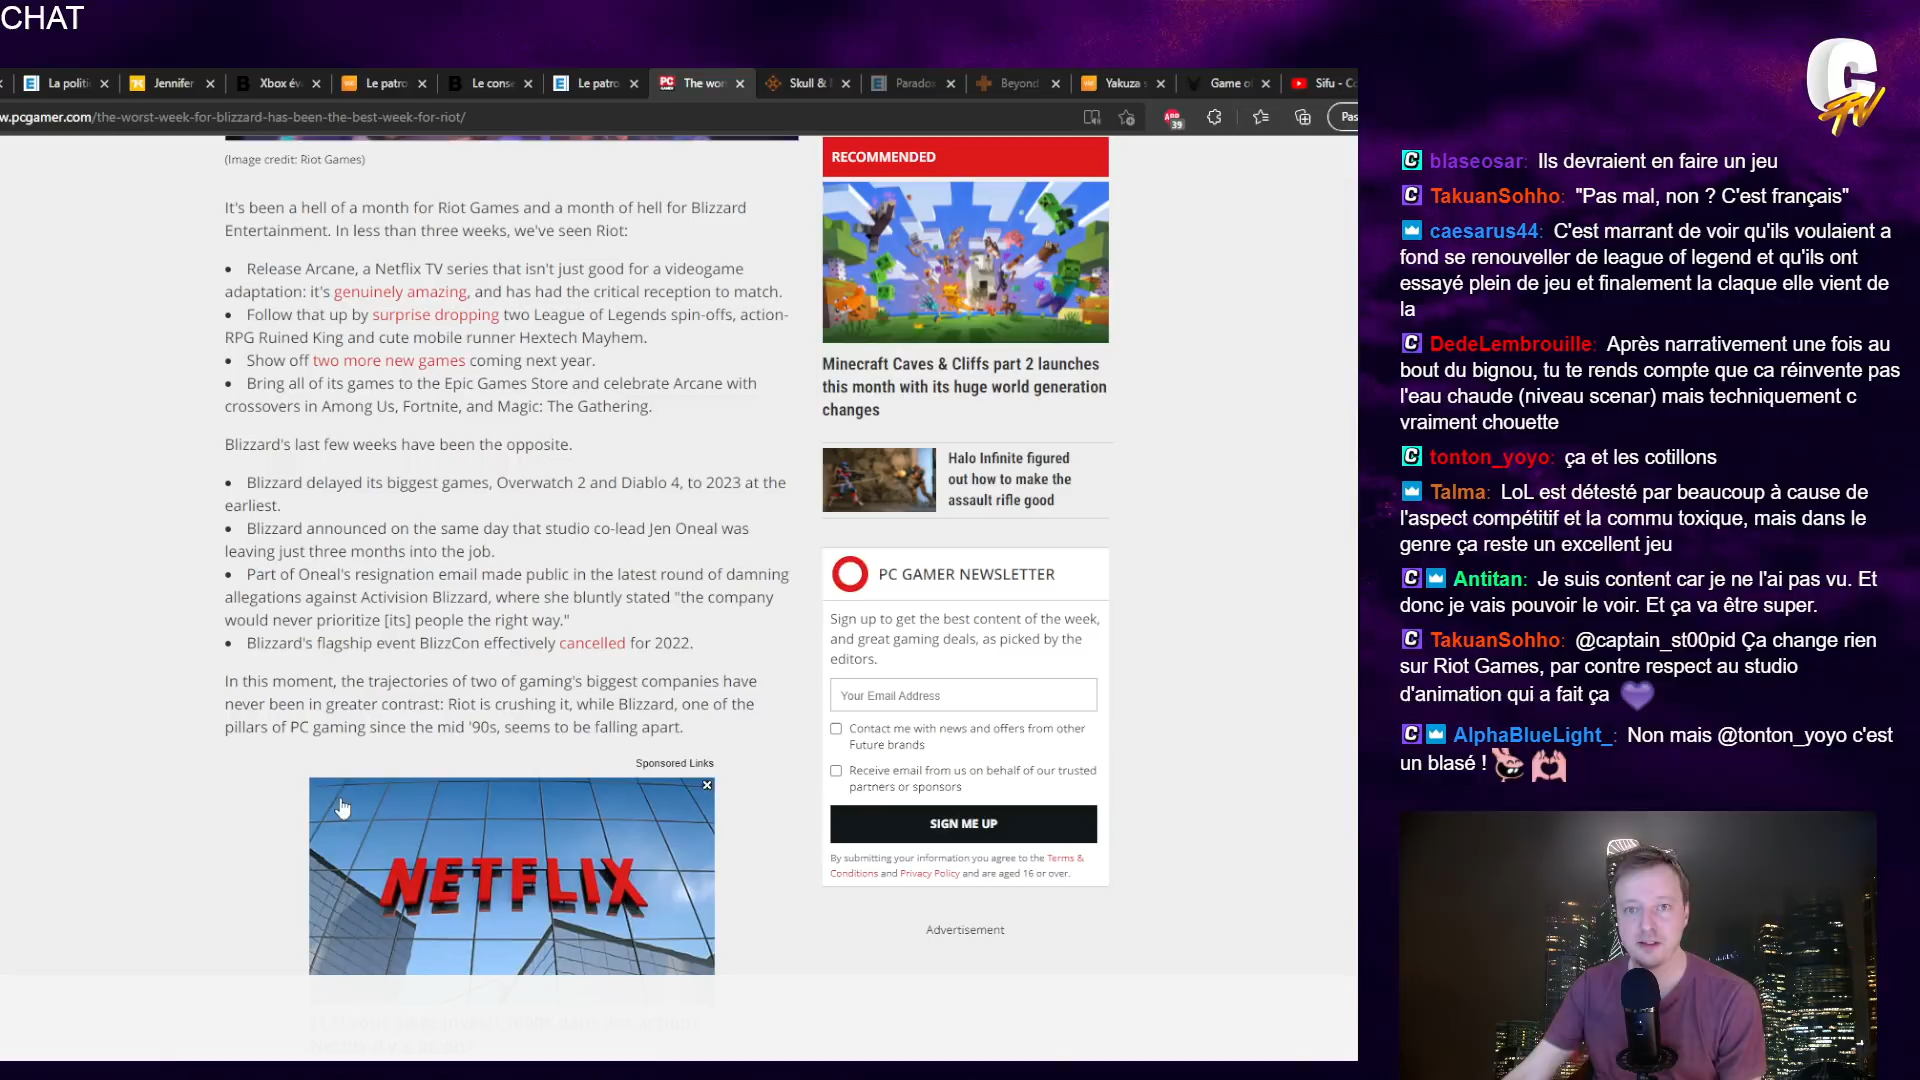 CHAT
La politi
Jennifer
Xbox év
Le patro
Le cons
Le patro
PC GAMER
The wor
Skull &
Paradox
Beyond
Yakuza s
Game o
Sifu - C
w.pcgamer.com/the-worst-week-for-blizzard-has-been-the-best-week-for-riot/
39
Pas
(Image credit: Riot Games)
It's been a hell of a month for Riot Games and a month of hell for Blizzard
Entertainment. In less than three weeks, we've seen Riot:
• Release Arcane, a Netflix TV series that isn't just good for a videogame
adaptation: it's genuinely amazing, and has had the critical reception to match.
• Follow that up by surprise dropping two League of Legends spin-offs, action-
RPG Ruined King and cute mobile runner Hextech Mayhem.
• Show off two more new games coming next year.
• Bring all of its games to the Epic Games Store and celebrate Arcane with
crossovers in Among Us, Fortnite, and Magic: The Gathering.
Blizzard's last few weeks have been the opposite.
• Blizzard delayed its biggest games, Overwatch 2 and Diablo 4, to 2023 at the
earliest.
• Blizzard announced on the same day that studio co-lead Jen Oneal was
leaving just three months into the job.
• Part of Oneal's resignation email made public in the latest round of damning
allegations against Activision Blizzard, where she bluntly stated "the company
would never prioritize [its] people the right way."
• Blizzard's flagship event BlizzCon effectively cancelled for 2022.
In this moment, the trajectories of two of gaming's biggest companies have
never been in greater contrast: Riot is crushing it, while Blizzard, one of the
pillars of PC gaming since the mid '90s, seems to be falling apart.
Sponsored Links
NETFLIX
RECOMMENDED
Minecraft Caves & Cliffs part 2 launches
this month with its huge world generation
changes
Halo Infinite figured
out how to make the
assault rifle good
PC GAMER NEWSLETTER
Sign up to get the best content of the week,
and great gaming deals, as picked by the
editors.
Your Email Address
Contact me with news and offers from other
Future brands
Receive email from us on behalf of our trusted
partners or sponsors
SIGN ME UP
By submitting your information you agree to the Terms &
Conditions and Privacy Policy and are aged 16 or over.
Advertisement
C TV
blaseosar: Ils devraient en faire un jeu
TakuanSohho: "Pas mal, non ? C'est français"
caesarus44: C'est marrant de voir qu'ils voulaient a
fond se renouveller de league of legend et qu'ils ont
essayé plein de jeu et finalement la claque elle vient de
la
DedeLembrouille: Après narrativement une fois au
bout du bignou, tu te rends compte que ca réinvente pas
l'eau chaude (niveau scenar) mais techniquement c
vraiment chouette
tonton_yoyo: ça et les cotillons
Talma: LoL est détesté par beaucoup à cause de
l'aspect compétitif et la commu toxique, mais dans le
genre ça reste un excellent jeu
Antitan: Je suis content car je ne l'ai pas vu. Et
donc je vais pouvoir le voir. Et ça va être super.
TakuanSohho: @captain_st00pid Ça change rien
sur Riot Games, par contre respect au studio
d'animation qui a fait ça
AlphaBlueLight_: Non mais @tonton_yoyo c'est
un blasé !